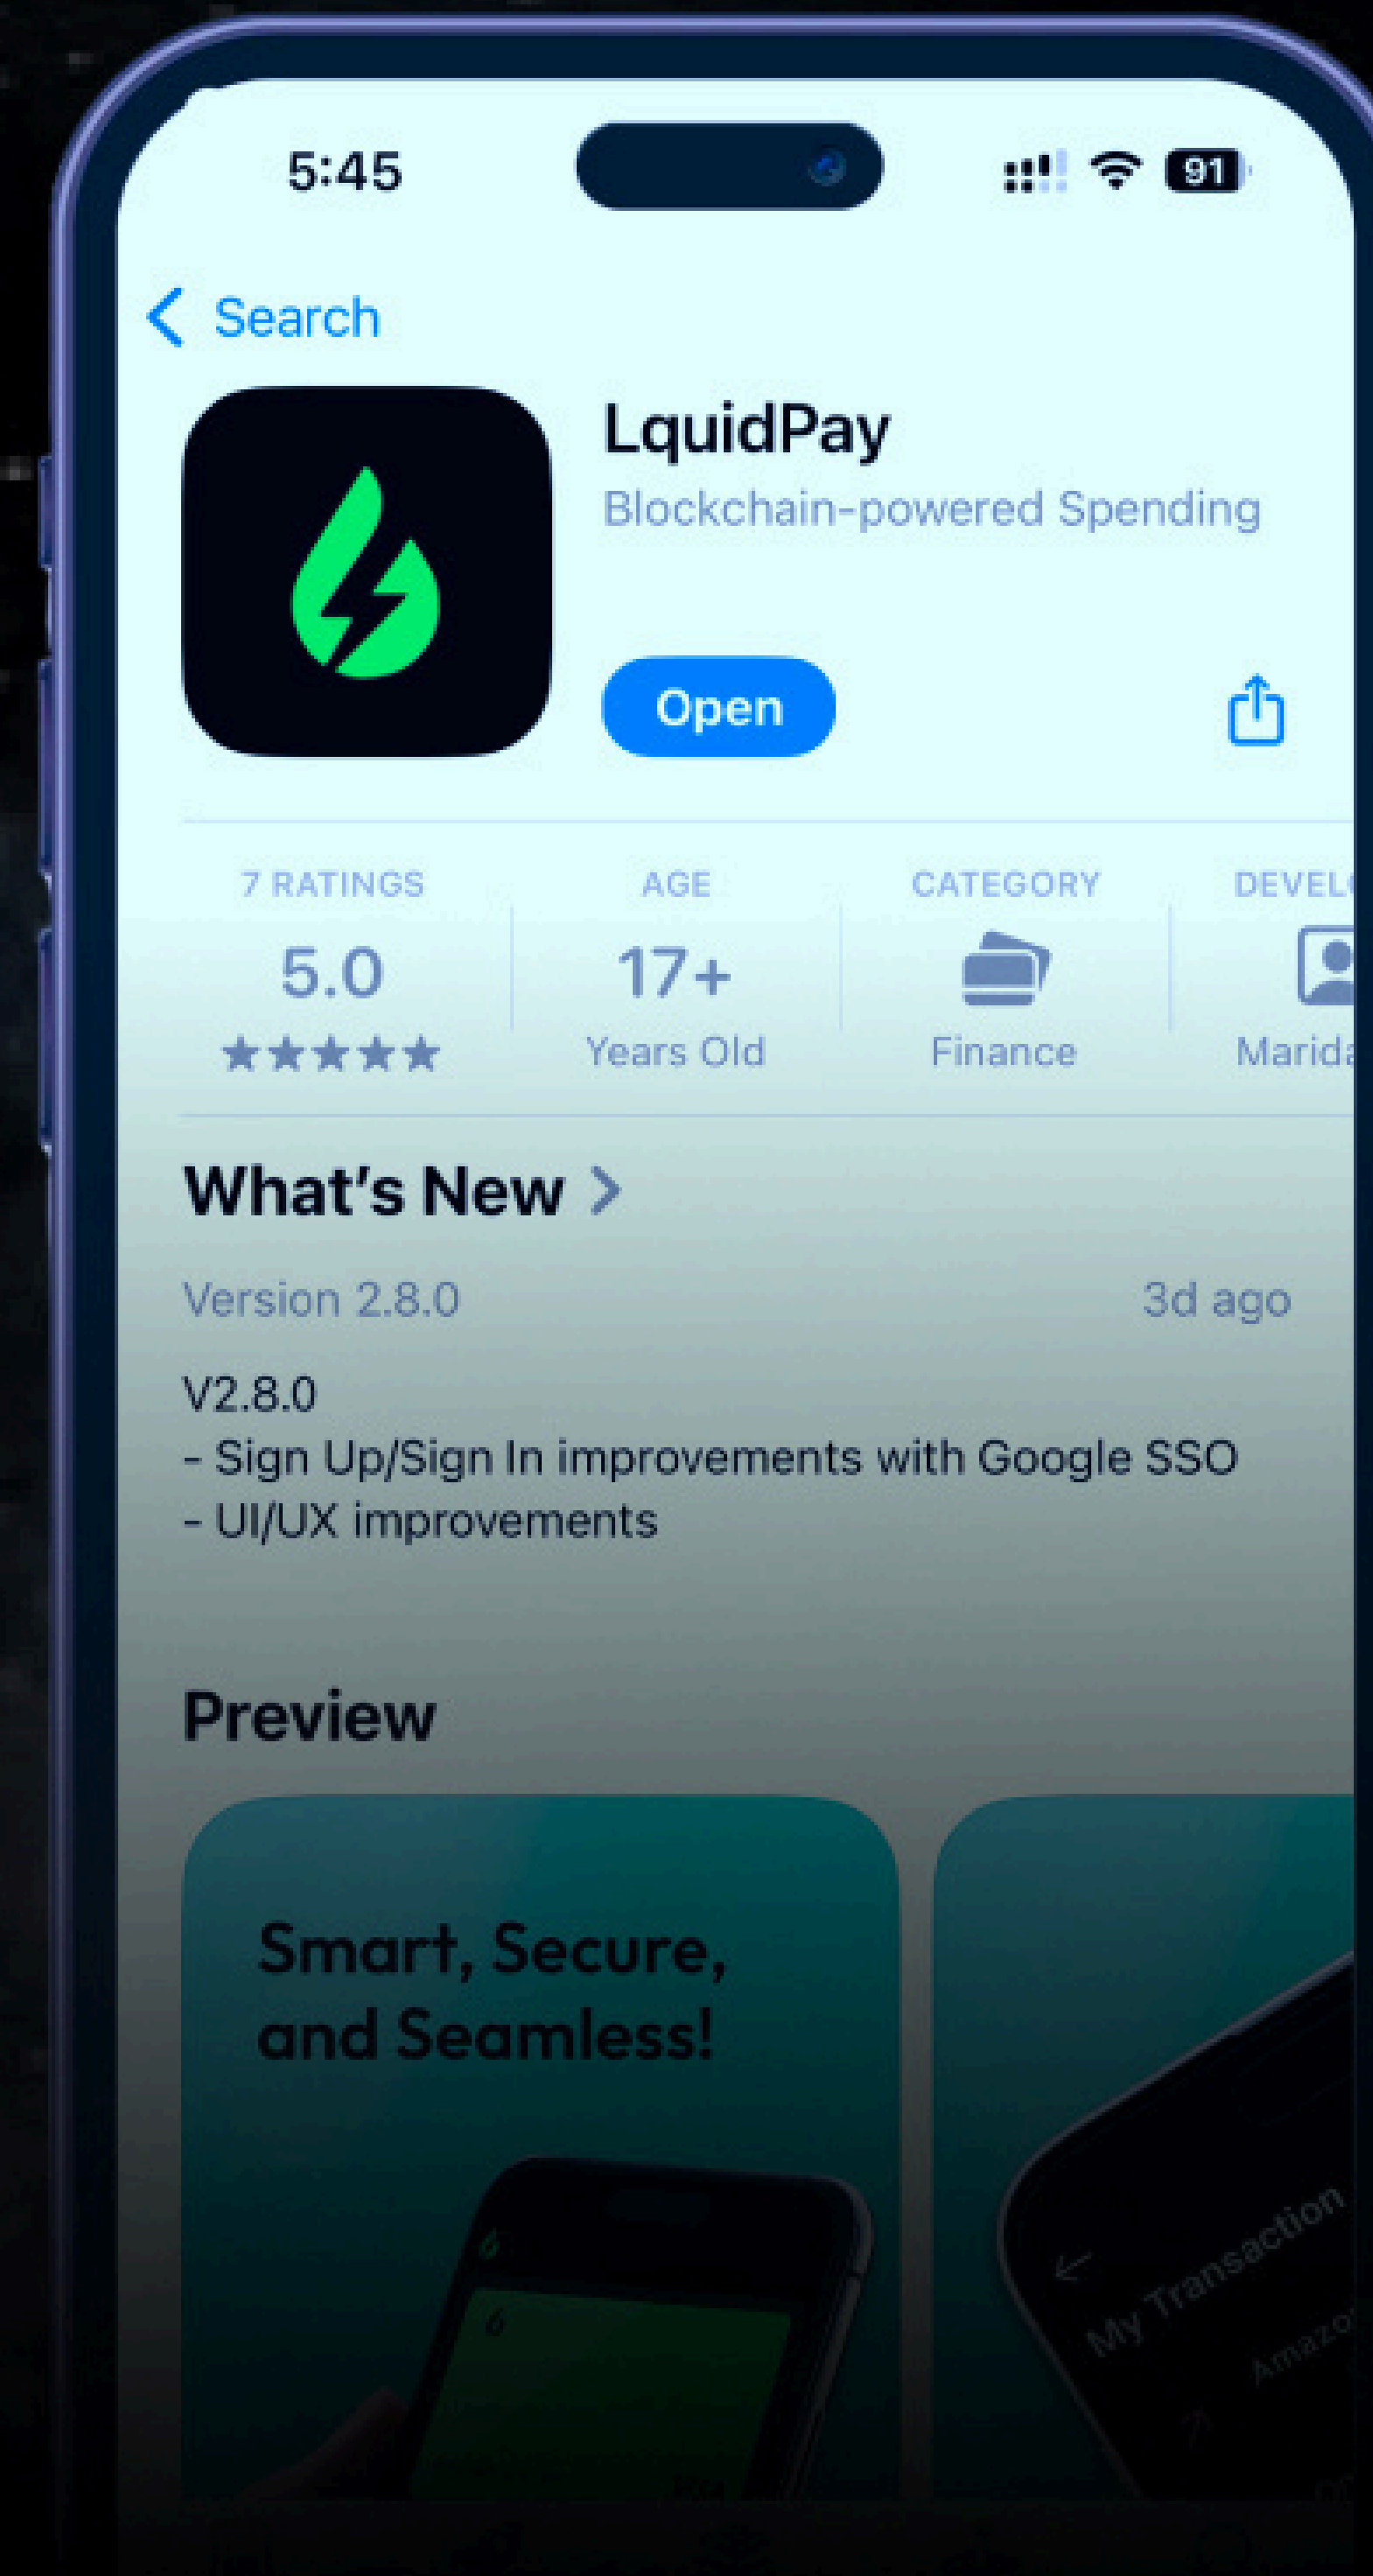 5:45
91
Search
LquidPay
Blockchain-powered Spending
Open
7 RATINGS
AGE
CATEGORY
5.0
17+
Years Old
Finance
What's New
Version 2.8.0
3d ago
V2.8.0
- Sign Up/Sign In improvements with Google SSO
- UI/UX improvements
Preview
Smart, Secure,
and Seamless!
My Transaction